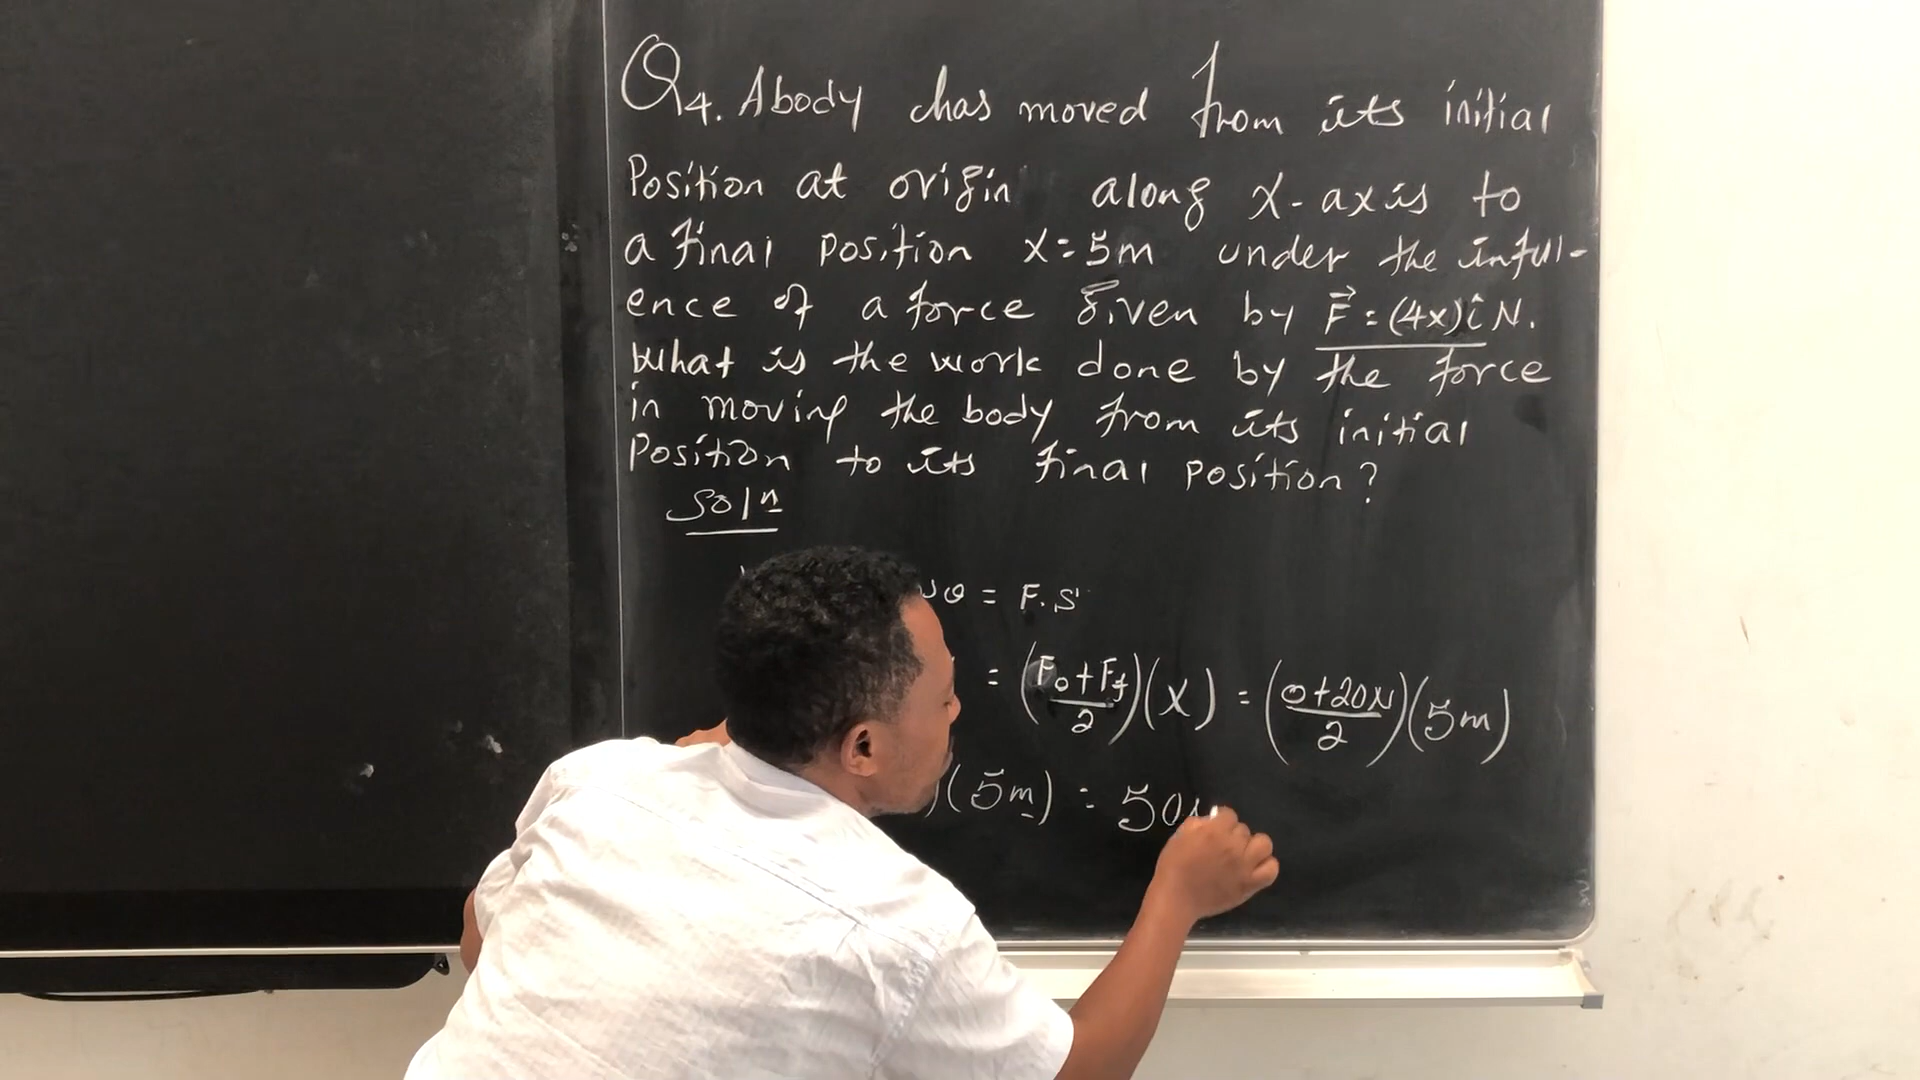 Q4. A body has moved from its initial
Position at origin along x-axis to
a final position x=5m under the inful-
ence of a force given by F⃗=(4x)î N.
What is the work done by the force
in moving the body from its initial
Position to its final position?
Solⁿ
θ = F.S
= (F₀+F_f/2)(x) = (0+20N/2)(5m)
)(5m) = 50